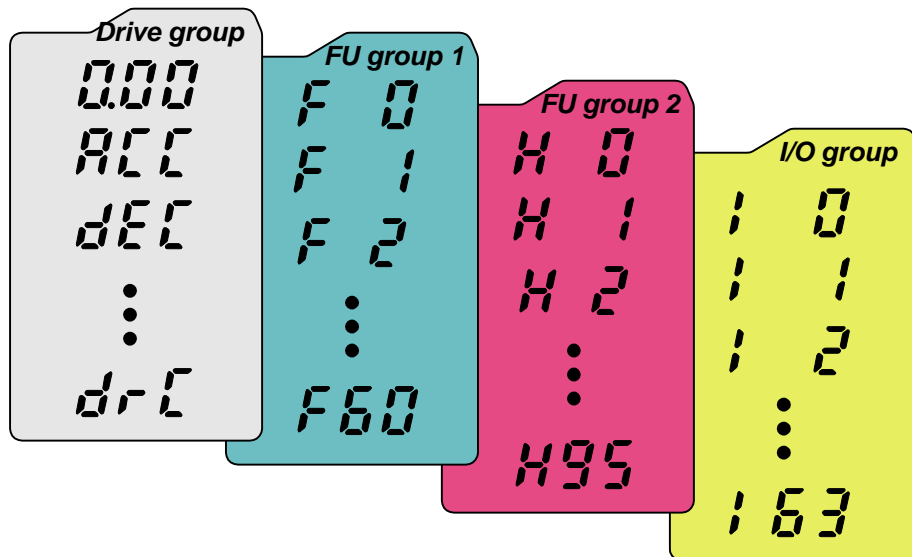 Drive group
0.00
ACC
dEC
drC
FU group 1
F 0
F 1
F 2
F60
FU group 2
H 0
H 1
H 2
H95
I/O group
I 0
I 1
I 2
I 63